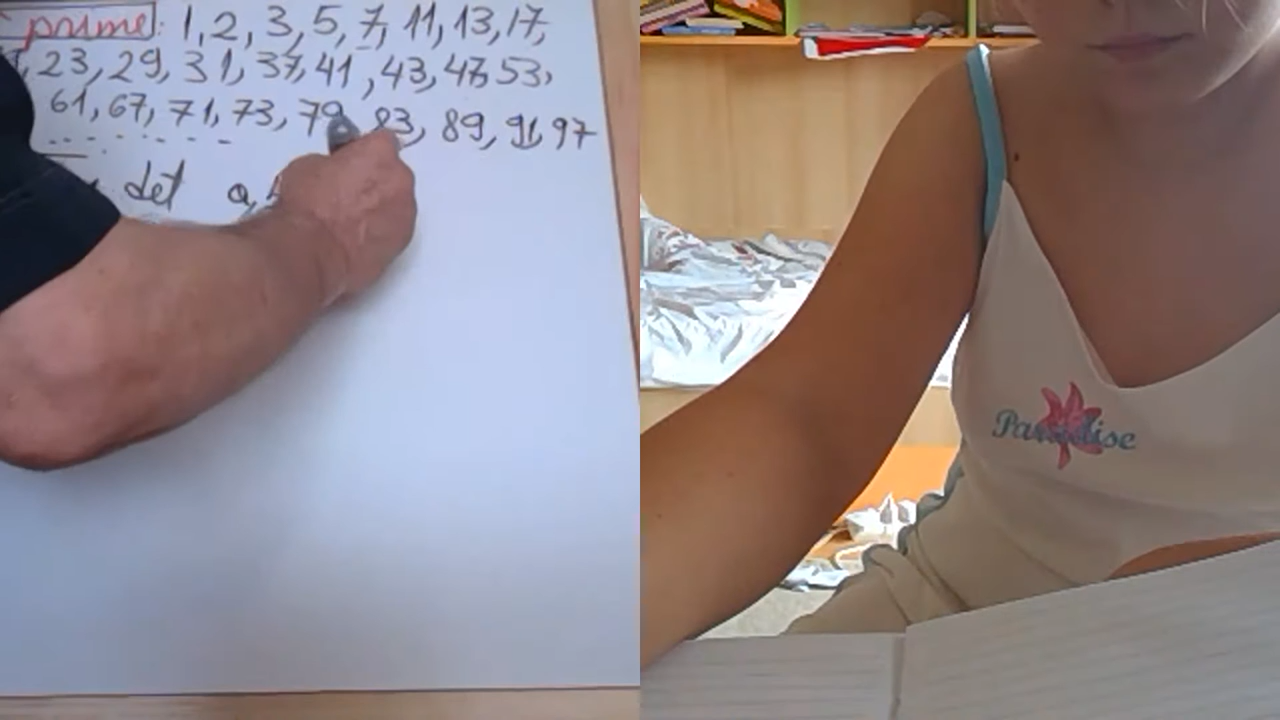 prime: 1, 2, 3, 5, 7, 11, 13, 17,
, 23, 29, 31, 37, 41, 43, 47, 53,
61, 67, 71, 73, 79, 83, 89, 91, 97
det a,
Paradise